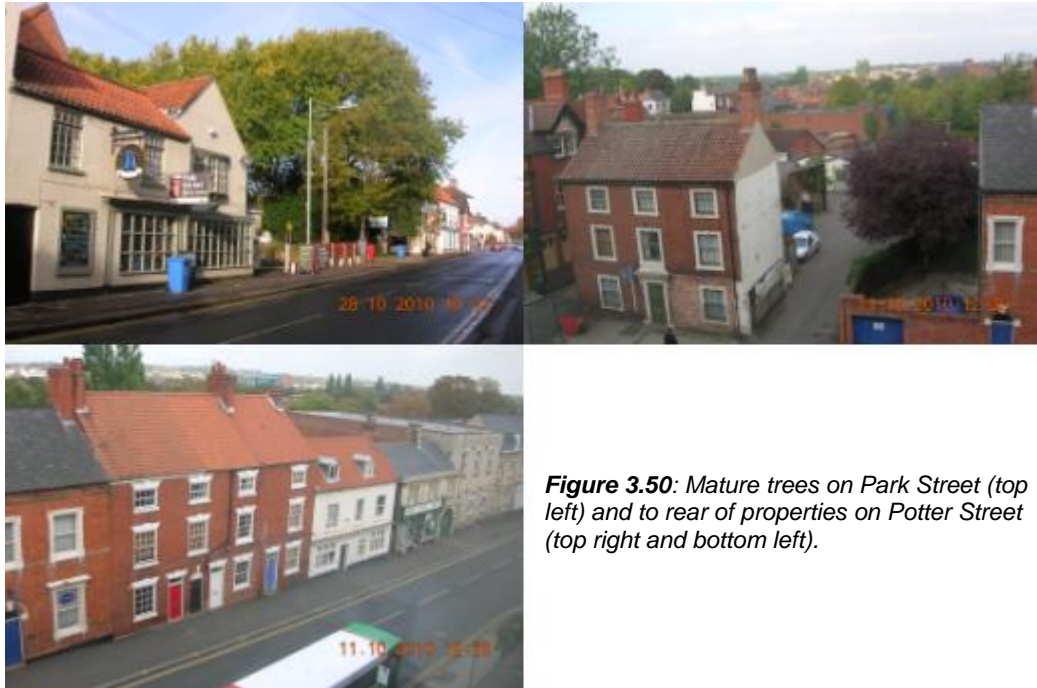 28 10 2010
2010
11.10.2010
Figure 3.50: Mature trees on Park Street (top
left) and to rear of properties on Potter Street
(top right and bottom left).